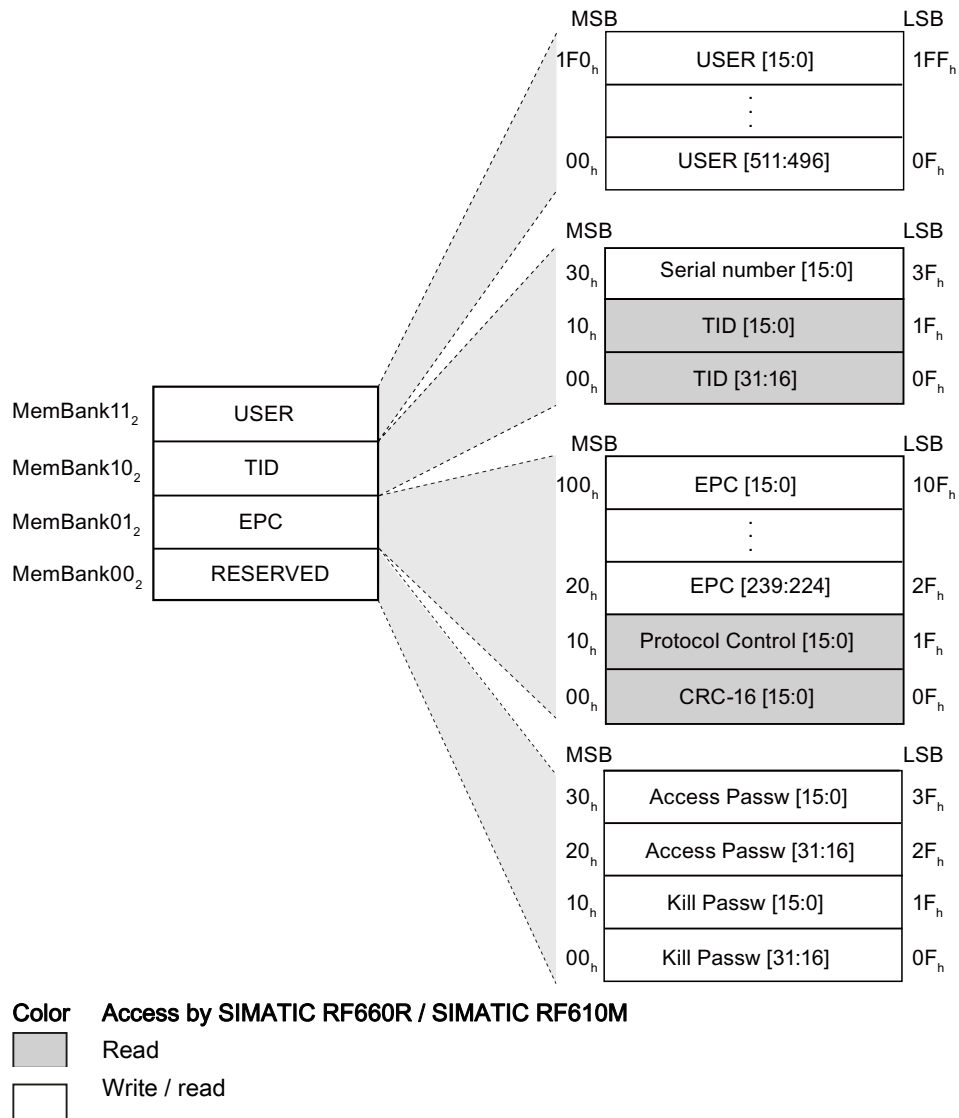 MSB LSB
1F0h USER [15:0] 1FFh
. . .
00h USER [511:496] 0Fh
MSB LSB
30h Serial number [15:0] 3Fh
10h TID [15:0] 1Fh
00h TID [31:16] 0Fh
MemBank112 USER
MemBank102 TID
MemBank012 EPC
MemBank002 RESERVED
MSB LSB
100h EPC [15:0] 10Fh
. . .
20h EPC [239:224] 2Fh
10h Protocol Control [15:0] 1Fh
00h CRC-16 [15:0] 0Fh
MSB LSB
30h Access Passw [15:0] 3Fh
20h Access Passw [31:16] 2Fh
10h Kill Passw [15:0] 1Fh
00h Kill Passw [31:16] 0Fh
Color Access by SIMATIC RF660R / SIMATIC RF610M
Read
Write / read